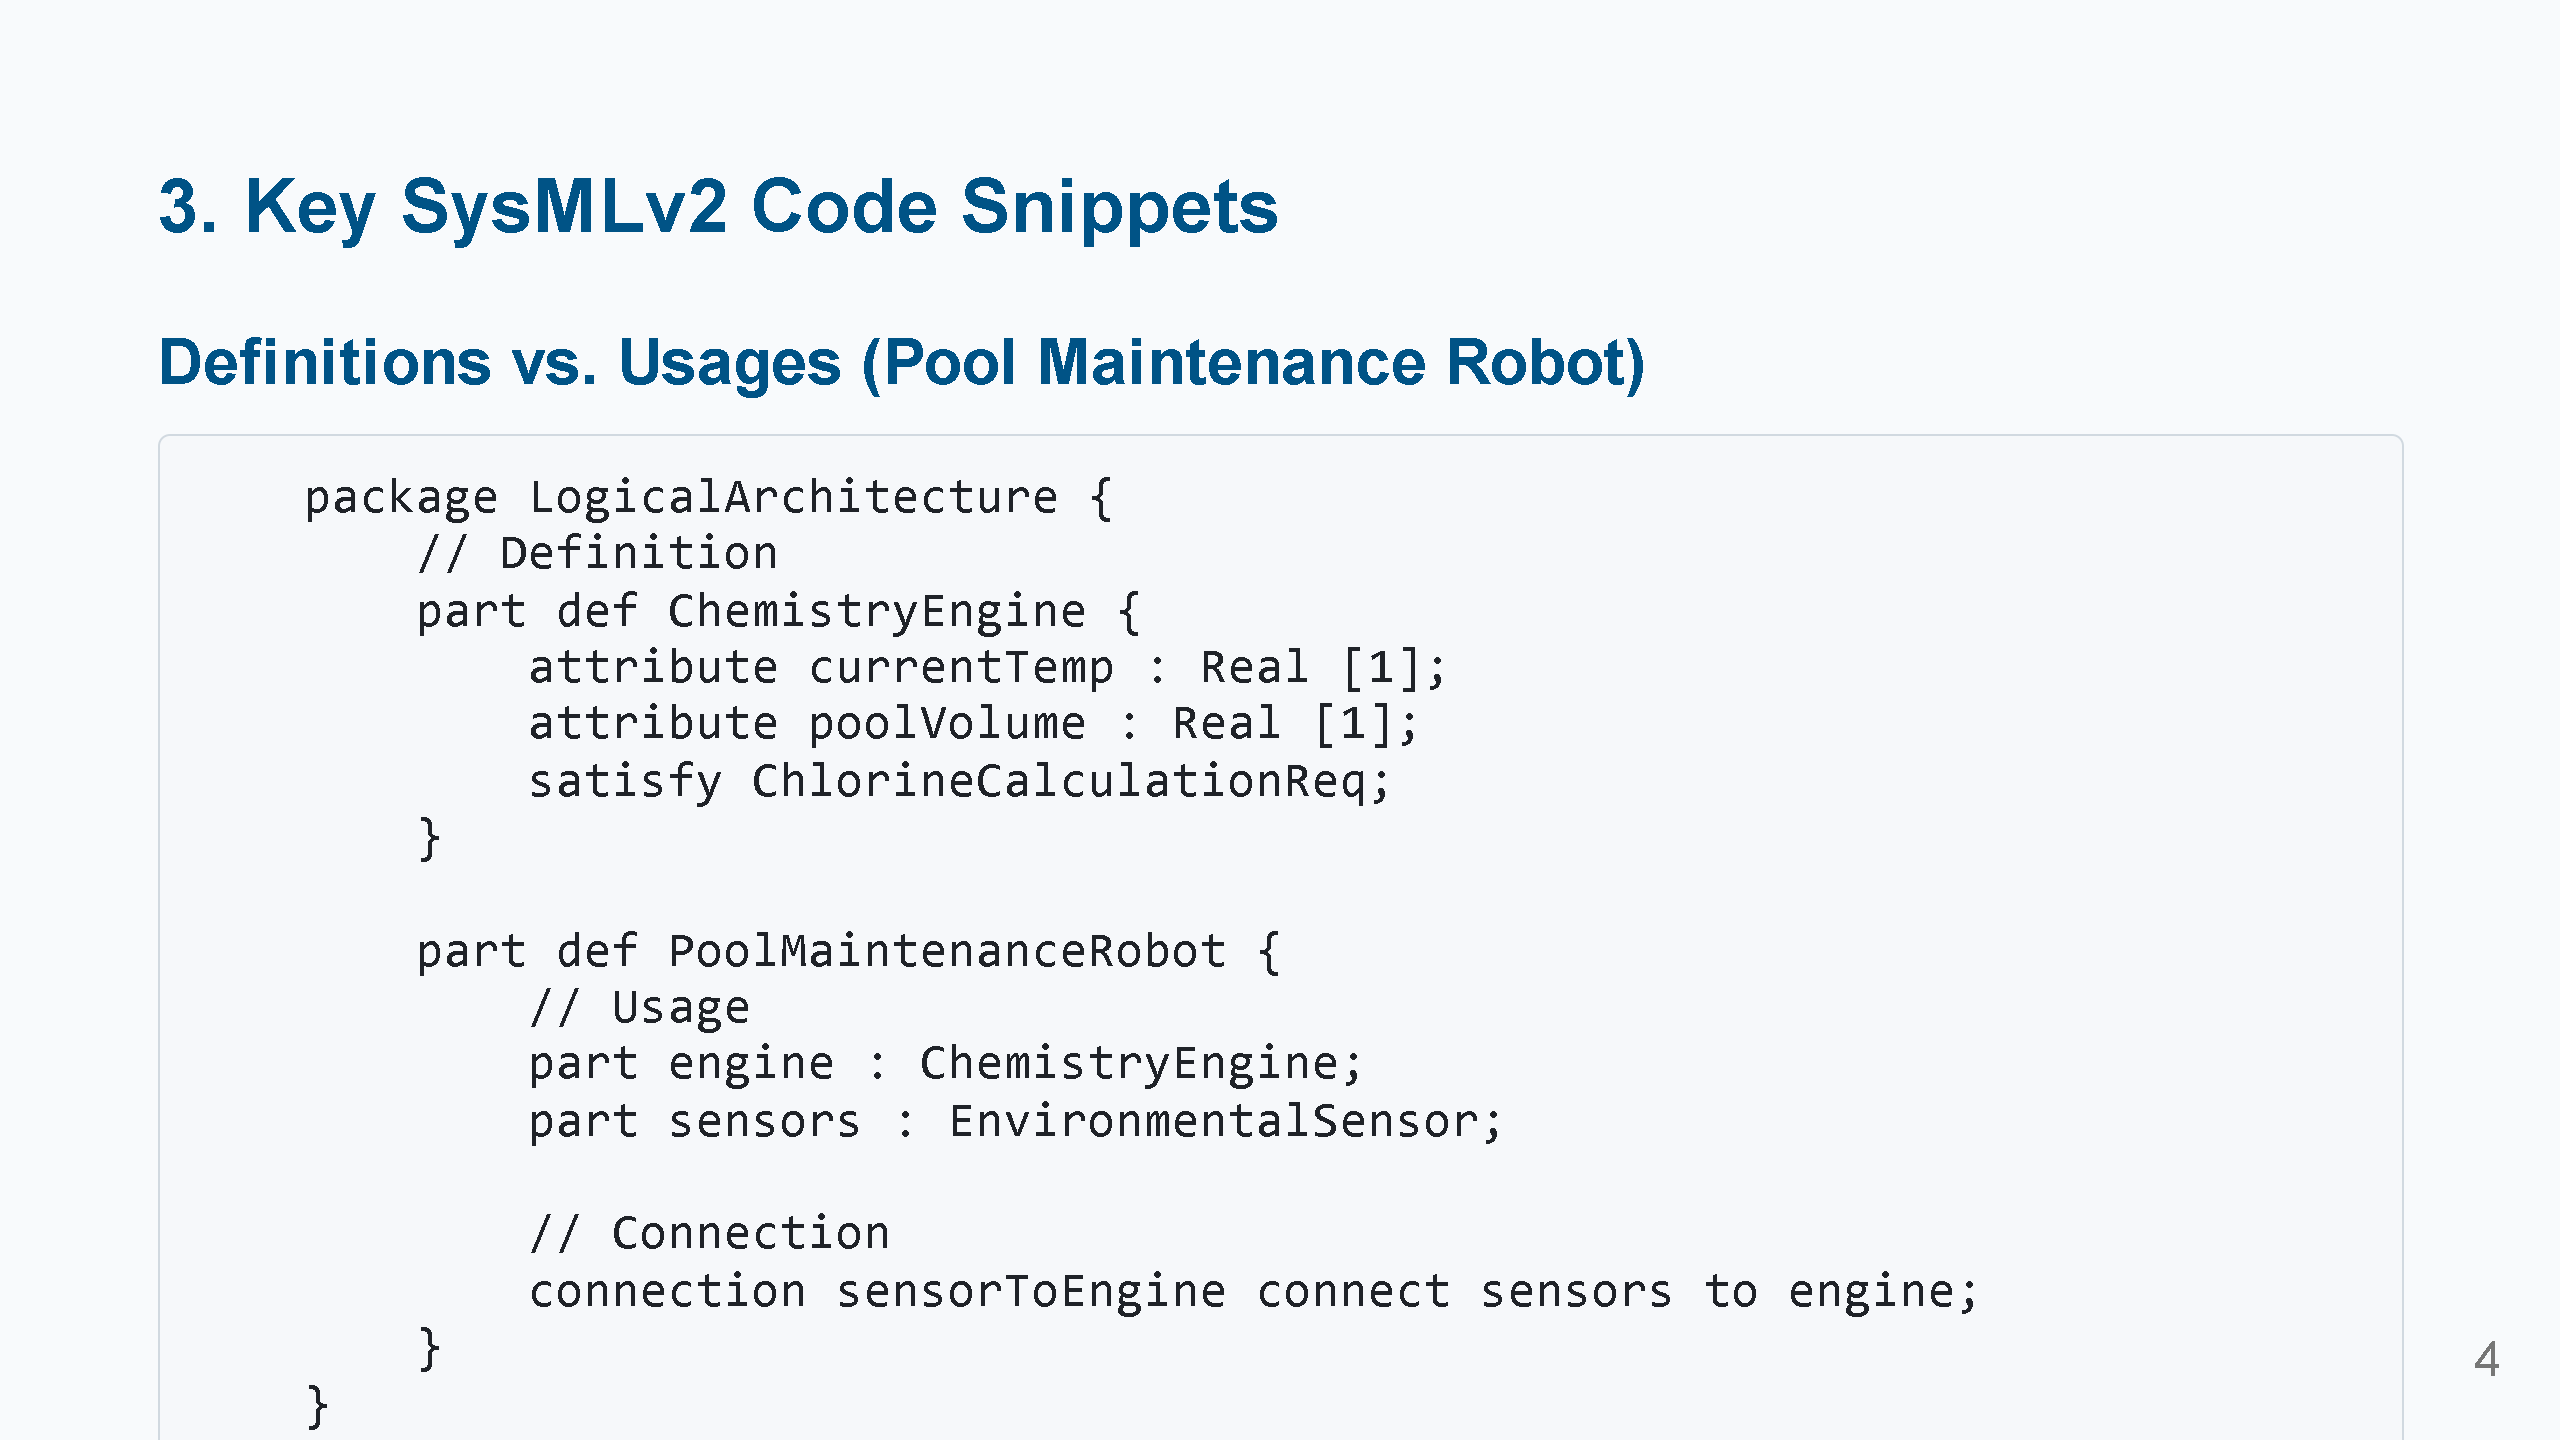 3. Key SysMLv2 Code Snippets
Definitions vs. Usages (Pool Maintenance Robot)
package LogicalArchitecture {
    // Definition
    part def ChemistryEngine {
        attribute currentTemp : Real [1];
        attribute poolVolume : Real [1];
        satisfy ChlorineCalculationReq;
    }
    part def PoolMaintenanceRobot {
        // Usage
        part engine : ChemistryEngine;
        part sensors : EnvironmentalSensor;
        // Connection
        connection sensorToEngine connect sensors to engine;
    }
}
4